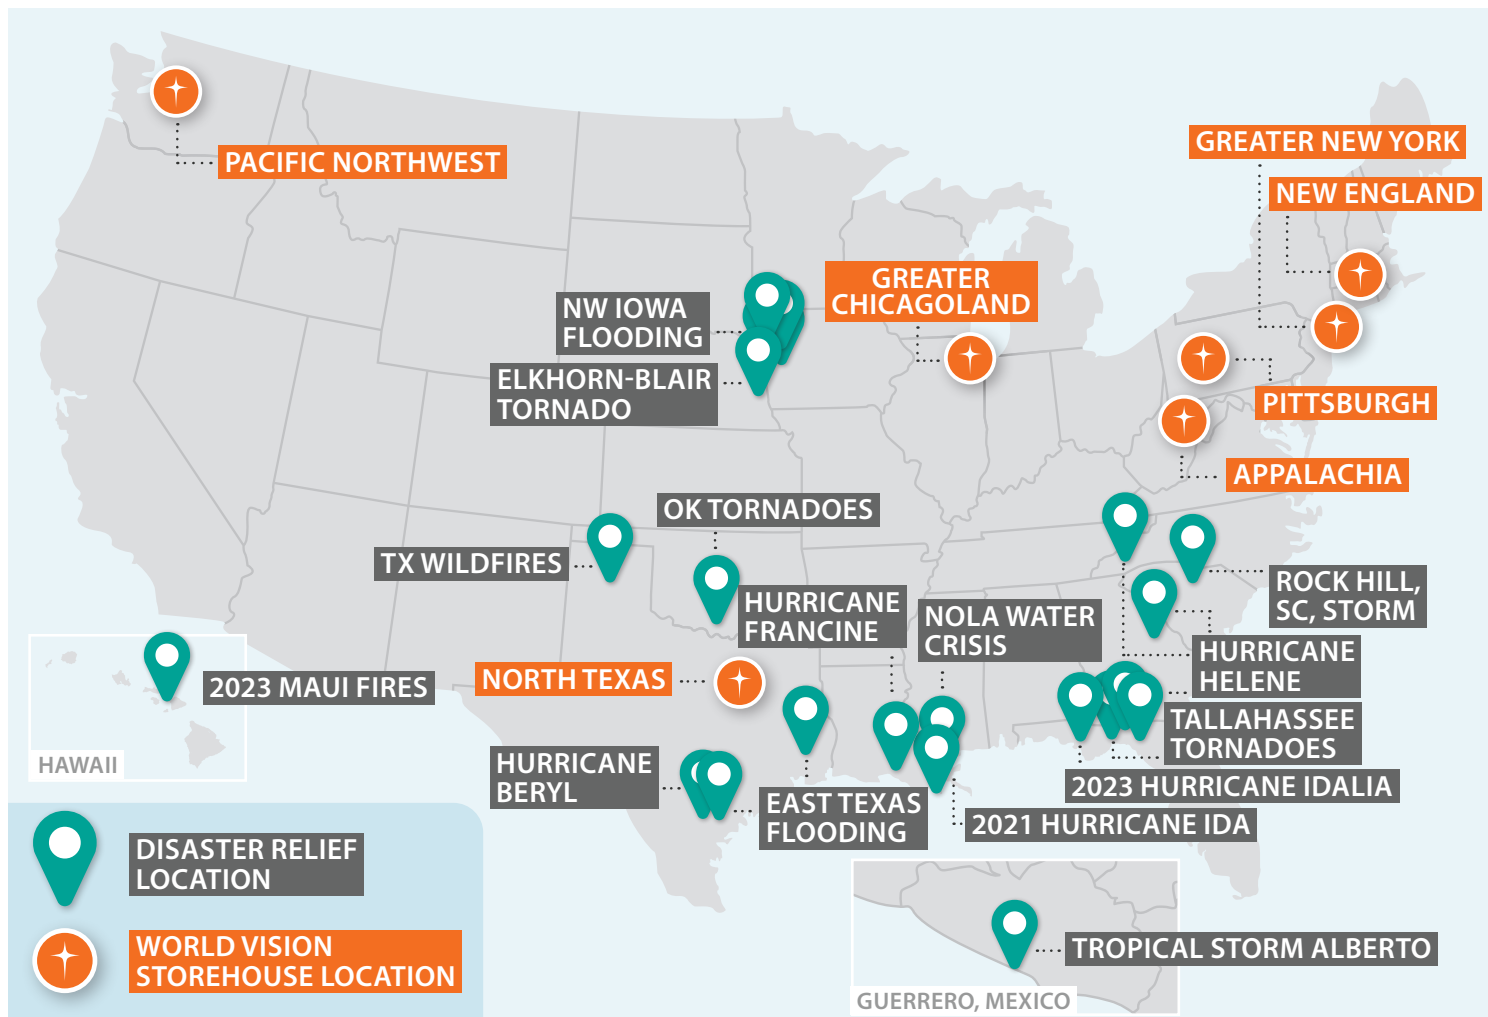 GREATER NEW YORK
PACIFIC NORTHWEST
NEW ENGLAND
GREATER
CHICAGOLAND
NW IOWA
FLOODING
ELKHORN-BLAIR
TORNADO
PITTSBURGH
APPALACHIA
OK TORNADOES
TX WILDFIRES
HURRICANE
FRANCINE
NOLA WATER
CRISIS
ROCK HILL,
SC, STORM
HURRICANE
HELENE
NORTH TEXAS
2023 MAUI FIRES
HAWAII
TALLAHASSEE
TORNADOES
HURRICANE
BERYL
EAST TEXAS
FLOODING
2023 HURRICANE IDALIA
2021 HURRICANE IDA
DISASTER RELIEF
LOCATION
WORLD VISION
STOREHOUSE LOCATION
TROPICAL STORM ALBERTO
GUERRERO, MEXICO